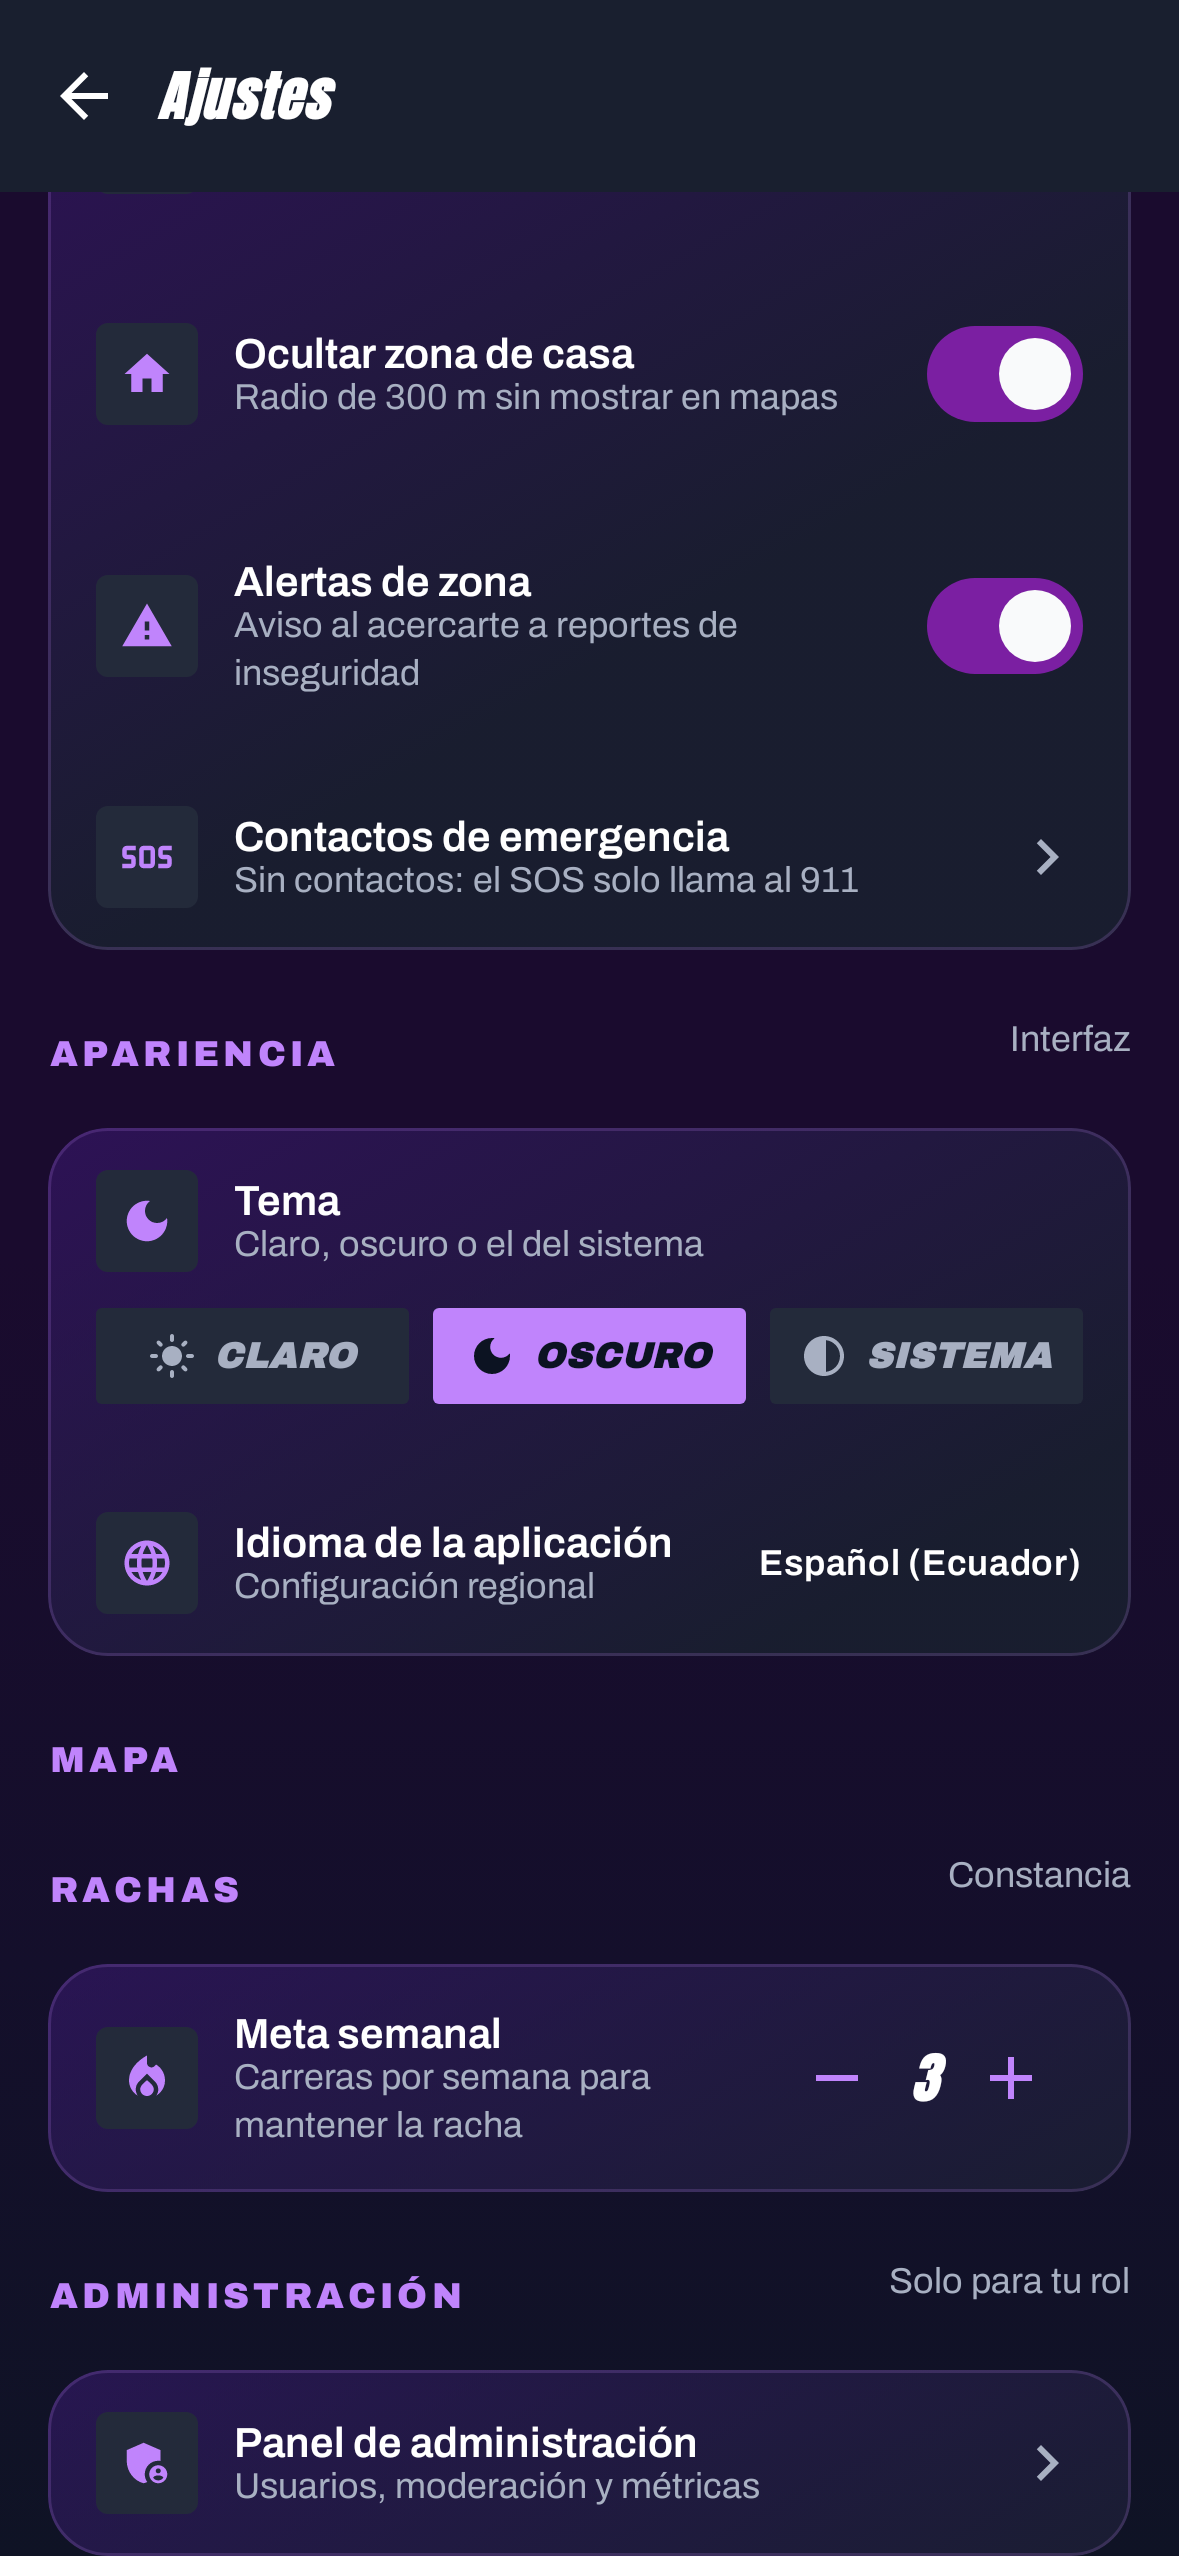 Ajustes
Ocultar zona de casa
Radio de 300 m sin mostrar en mapas
Alertas de zona
Aviso al acercarte a reportes de
inseguridad
SOS
Contactos de emergencia
Sin contactos: el SOS solo llama al 911
APARIENCIA
Interfaz
Tema
Claro, oscuro o el del sistema
CLARO
OSCURO
SISTEMA
Idioma de la aplicación
Configuración regional
Español (Ecuador)
MAPA
RACHAS
Constancia
Meta semanal
Carreras por semana para
mantener la racha
3
ADMINISTRACIÓN
Solo para tu rol
Panel de administración
Usuarios, moderación y métricas